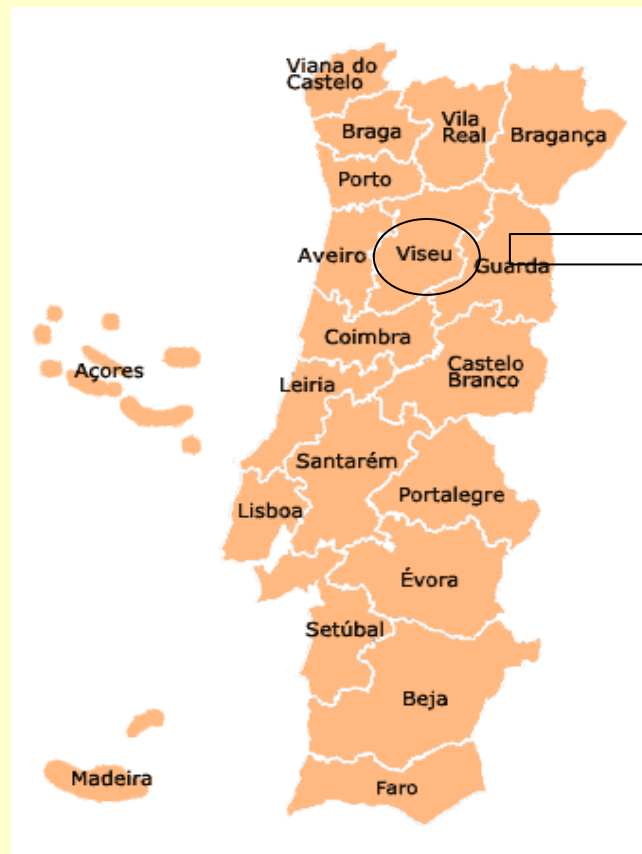 Viana do
Castelo
Braga
Vila
Real
Bragança
Porto
Aveiro
Viseu
Guarda
Coimbra
Açores
Leiria
Castelo
Branco
Santarém
Portalegre
Lisboa
Évora
Setúbal
Beja
Madeira
Faro